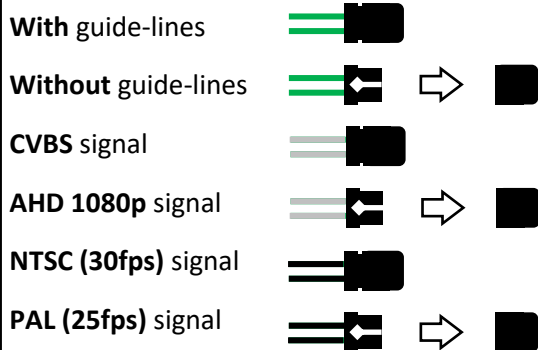 With guide-lines
Without guide-lines
CVBS signal
AHD 1080p signal
NTSC (30fps) signal
PAL (25fps) signal